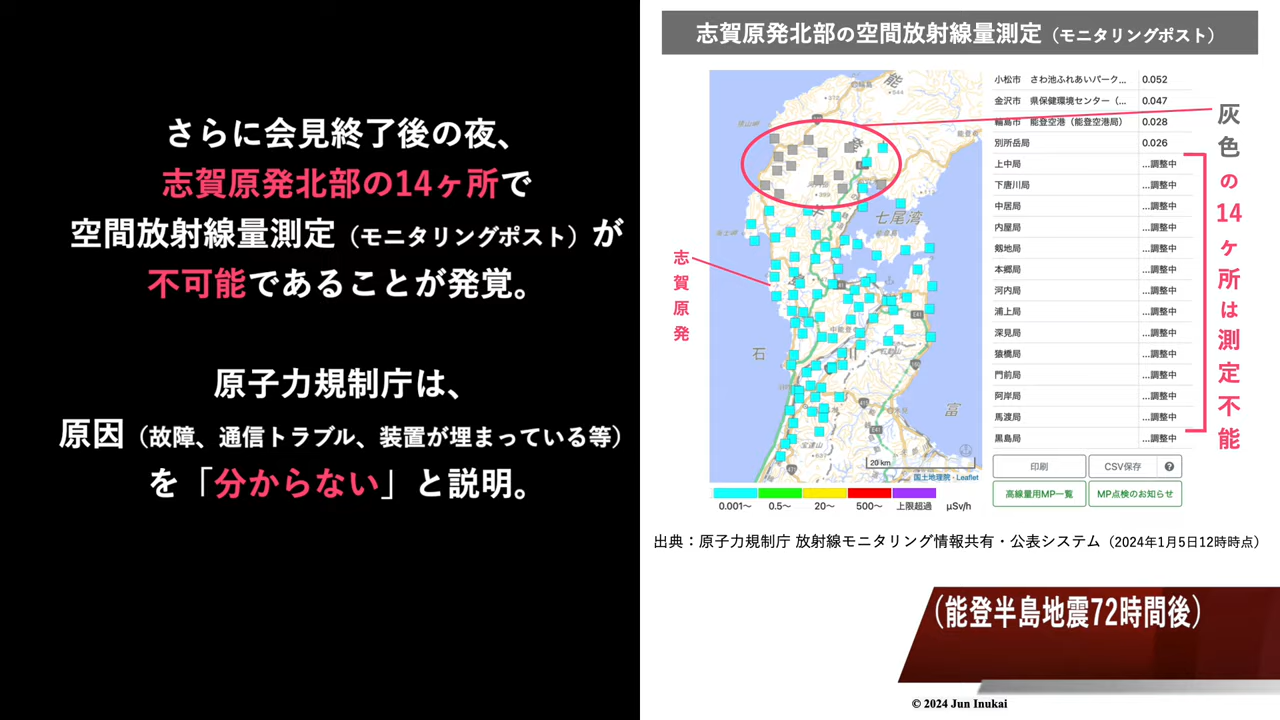 さらに会見終了後の夜、
志賀原発北部の14ヶ所で
空間放射線量測定（モニタリングポスト）が
不可能であることが発覚。
原子力規制庁は、
原因（故障、通信トラブル、装置が埋まっている等）
を「分からない」と説明。
志賀原発北部の空間放射線量測定（モニタリングポスト）
小松市 さわ池ふれあいパーク... 0.052
金沢市 県保健環境センター（... 0.047
輪島市 能登空港（能登空港局） 0.028
別所岳局 0.026
上中局 ...調整中
下唐川局 ...調整中
中居局 ...調整中
内屋局 ...調整中
剱地局 ...調整中
本郷局 ...調整中
河内局 ...調整中
浦上局 ...調整中
深見局 ...調整中
猿橋局 ...調整中
門前局 ...調整中
阿岸局 ...調整中
馬渡局 ...調整中
黒島局 ...調整中
灰色の14ヶ所は測定不能
志賀原発
能
登
半
七尾湾
石
川
富
20 km
国土地理院 · Leaflet
印刷 CSV保存 ?
高線量用MP一覧 MP点検のお知らせ
0.001〜 0.5〜 20〜 500〜 上限超過 μSv/h
出典：原子力規制庁 放射線モニタリング情報共有・公表システム（2024年1月5日12時時点）
（能登半島地震72時間後）
© 2024 Jun Inukai